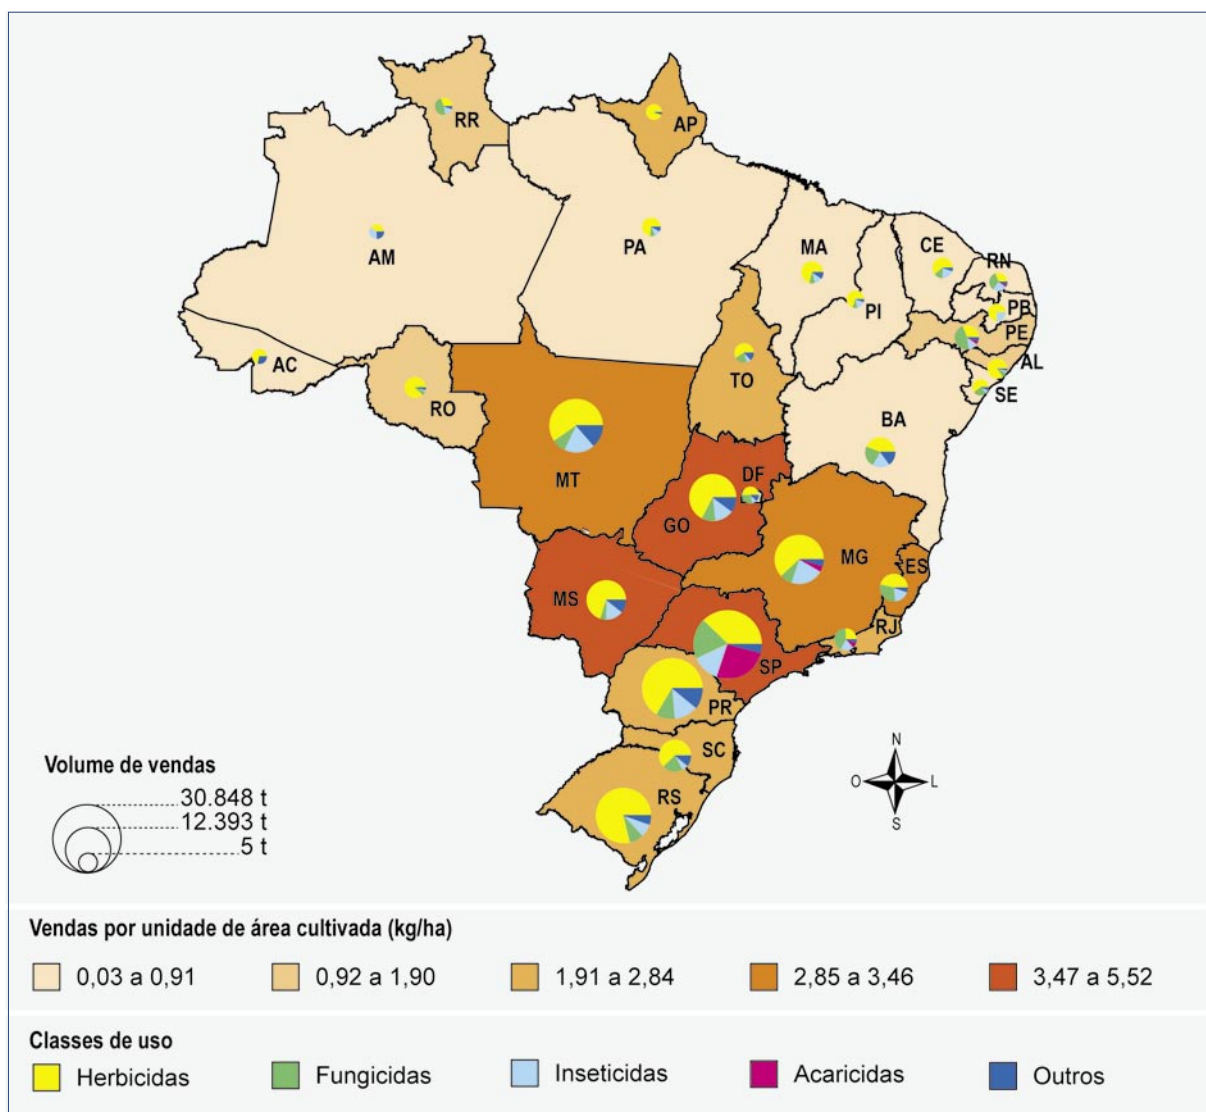 RR
AP
AM
PA
MA
CE
RN
PB
PI
PE
AL
SE
AC
RO
TO
BA
MT
DF
GO
MG
ES
MS
RJ
SP
PR
SC
RS
N
O
L
S
Volume de vendas
30.848 t
12.393 t
5 t
Vendas por unidade de área cultivada (kg/ha)
0,03 a 0,91 0,92 a 1,90 1,91 a 2,84 2,85 a 3,46 3,47 a 5,52
Classes de uso
Herbicidas Fungicidas Inseticidas Acaricidas Outros